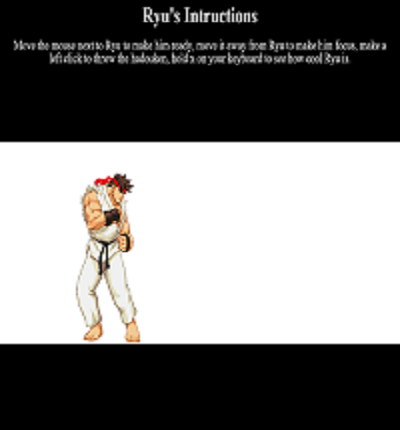 Ryu's Intructions
Move the mouse next to Ryu to make him ready, move it away from Ryu to make him focus, make a
left click to throw the hadouken, hold x on your keyboard to see how cool Ryu is.